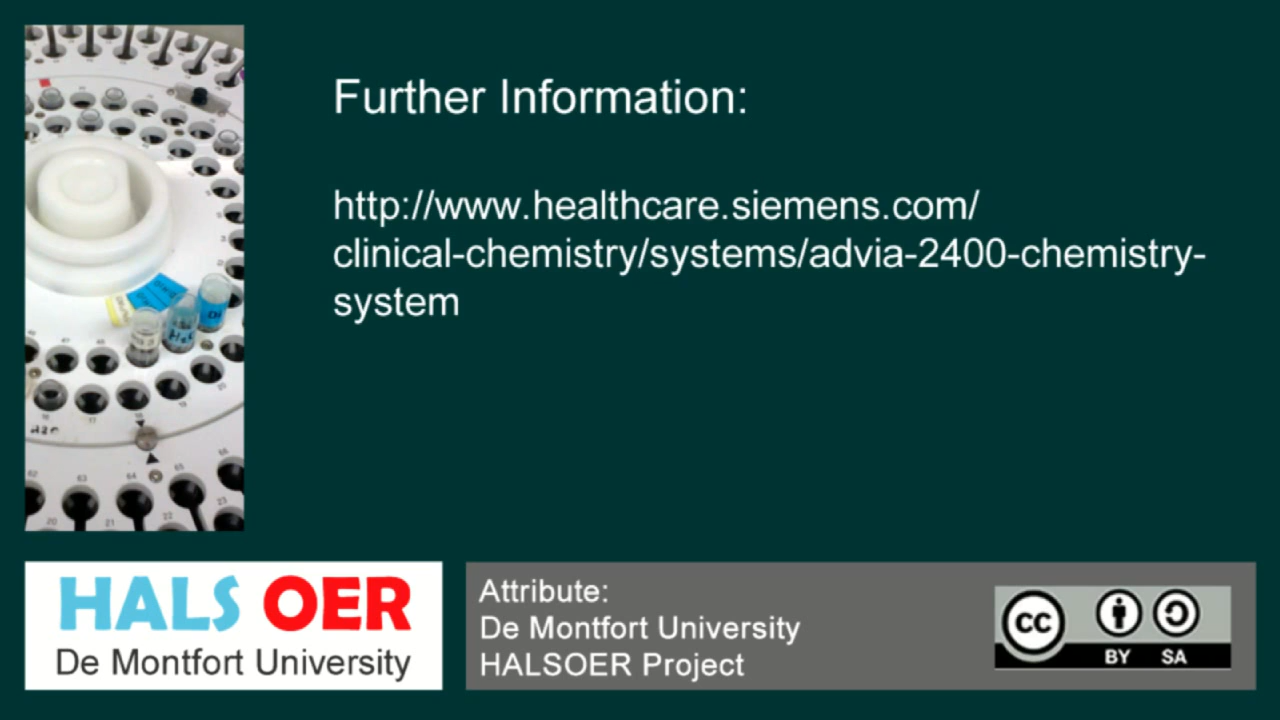 Further Information:
http://www.healthcare.siemens.com/
clinical-chemistry/systems/advia-2400-chemistry-
system
HALS OER
De Montfort University
Attribute:
De Montfort University
HALSOER Project
CC
BY SA